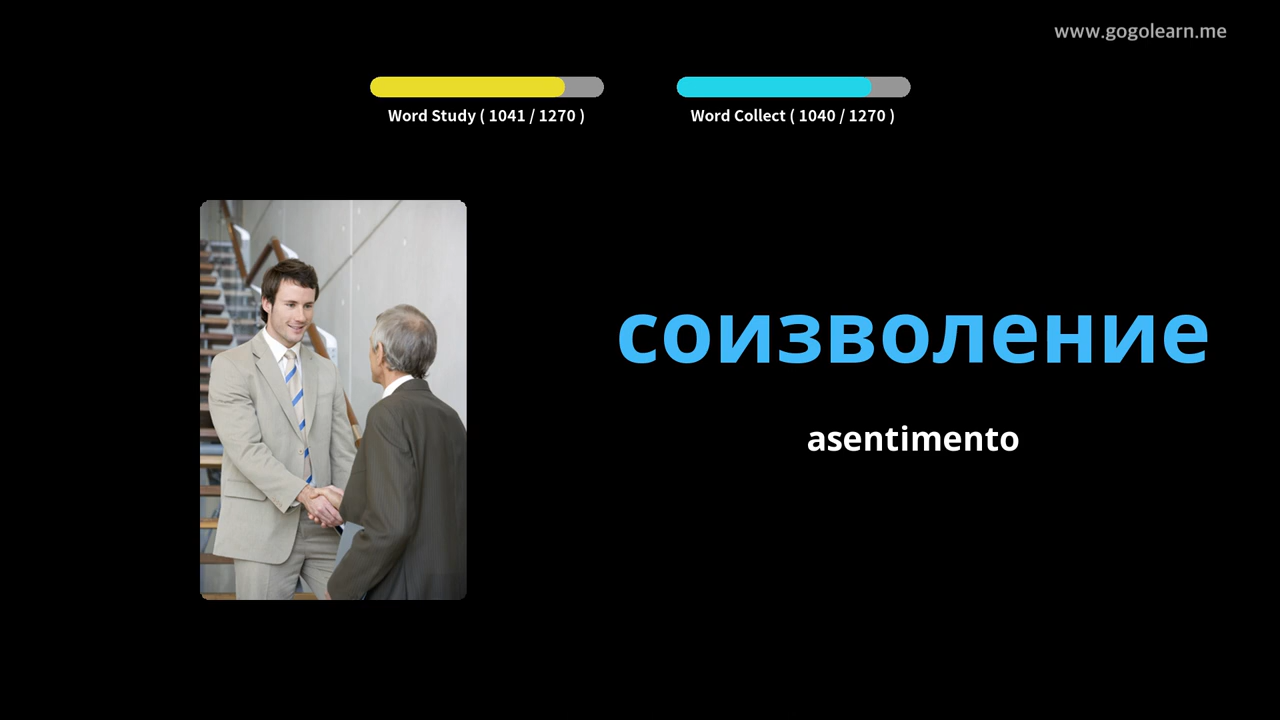 www.gogolearn.me
Word Study ( 1041 / 1270 )
Word Collect ( 1040 / 1270 )
соизволение
asentimento